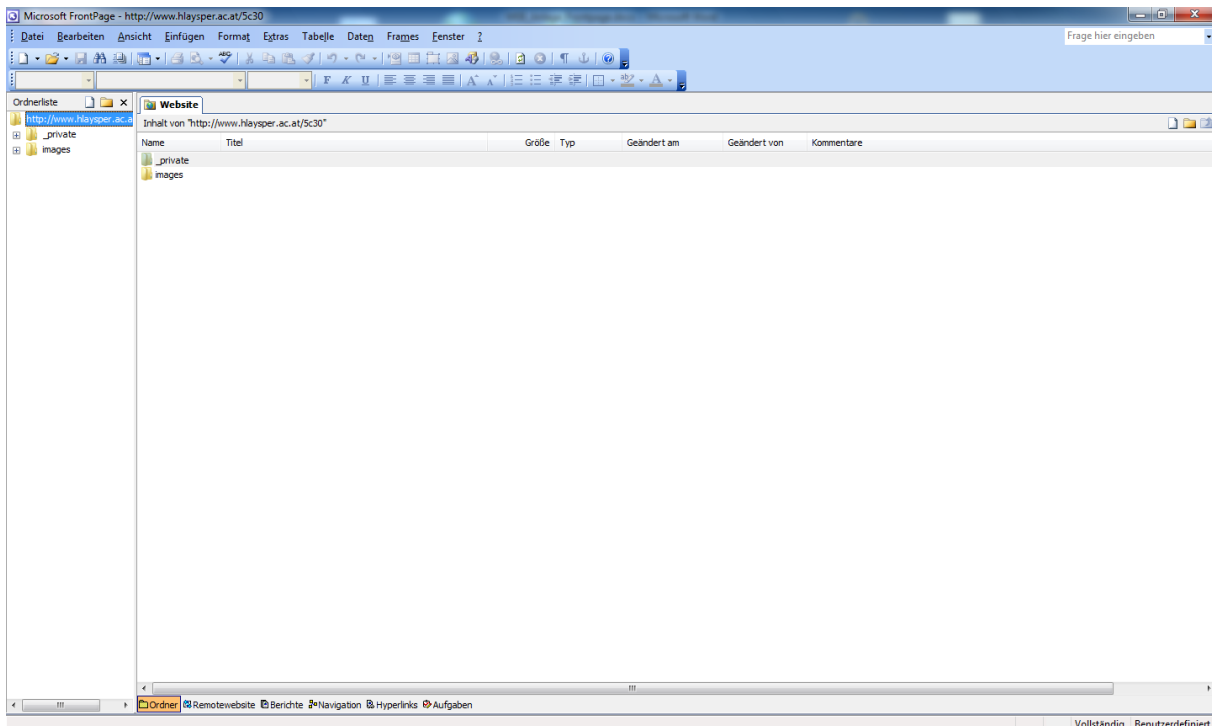 Microsoft FrontPage - http://www.hlaysper.ac.at/5c30
Datei Bearbeiten Ansicht Einfügen Format Extras Tabelle Daten Frames Fenster ?
Frage hier eingeben
F K U
Ordnerliste
Website
http://www.hlaysper.ac.a
Inhalt von "http://www.hlaysper.ac.at/5c30"
_private
images
Name Titel Größe Typ Geändert am Geändert von Kommentare
_private
images
Ordner Remotewebsite Berichte Navigation Hyperlinks Aufgaben
Vollständig Benutzerdefiniert